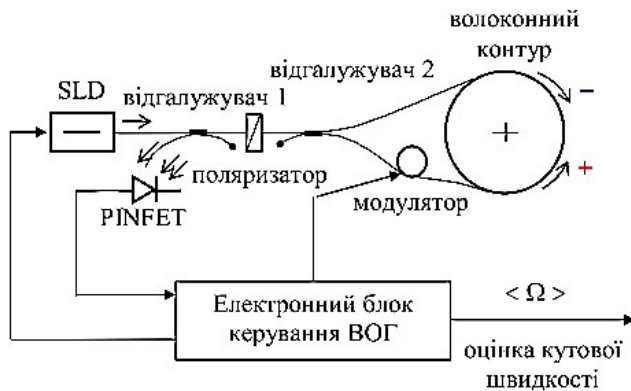 волоконний
контур
відгалужувач 2
SLD
відгалужувач 1
–
+
+
поляризатор
модулятор
PINFET
Електронний блок
керування ВОГ
< Ω >
оцінка кутової
швидкості